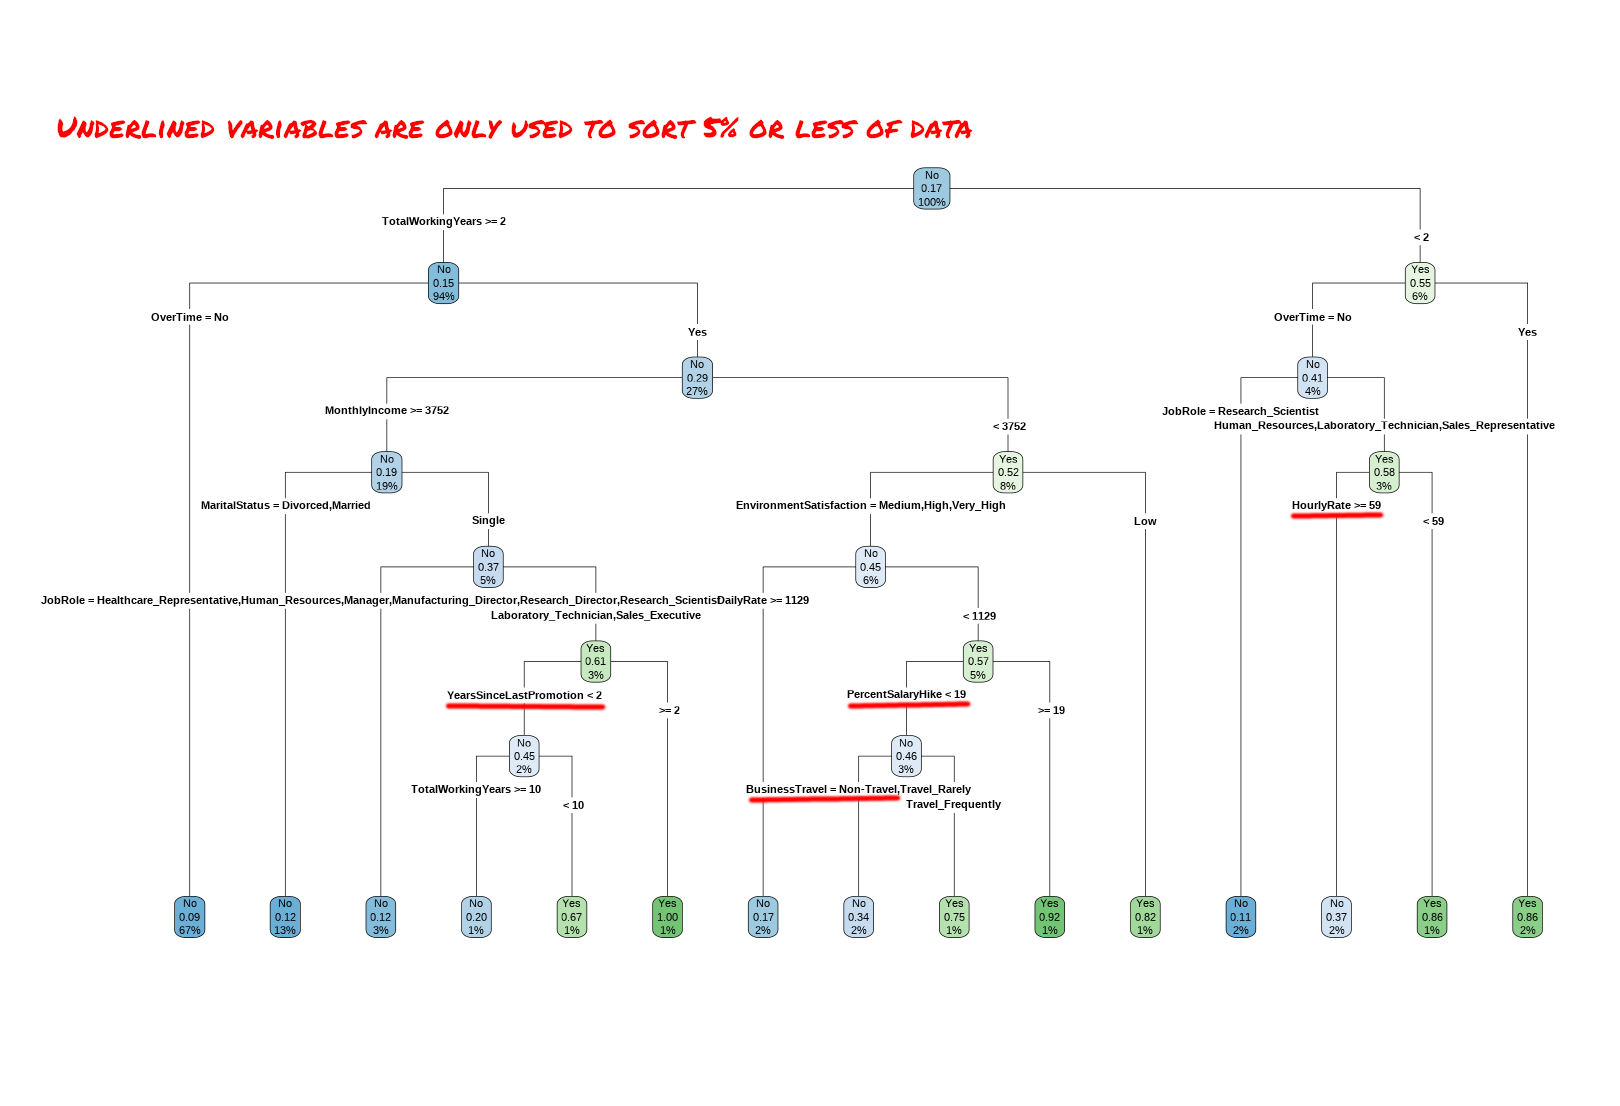 Underlined variables are only used to sort 5% or less of data
No
0.17
100%
TotalWorkingYears >= 2
< 2
No
0.15
94%
Yes
0.55
6%
OverTime = No
Yes
OverTime = No
Yes
No
0.29
27%
No
0.41
4%
MonthlyIncome >= 3752
< 3752
JobRole = Research_Scientist
Human_Resources,Laboratory_Technician,Sales_Representative
No
0.19
19%
Yes
0.52
8%
Yes
0.58
3%
MaritalStatus = Divorced,Married
Single
EnvironmentSatisfaction = Medium,High,Very_High
Low
HourlyRate >= 59
< 59
No
0.37
5%
No
0.45
6%
JobRole = Healthcare_Representative,Human_Resources,Manager,Manufacturing_Director,Research_Director,Research_Scientist
Laboratory_Technician,Sales_Executive
DailyRate >= 1129
< 1129
Yes
0.61
3%
Yes
0.57
5%
YearsSinceLastPromotion < 2
>= 2
PercentSalaryHike < 19
>= 19
No
0.45
2%
No
0.46
3%
TotalWorkingYears >= 10
< 10
BusinessTravel = Non-Travel,Travel_Rarely
Travel_Frequently
No
0.09
67%
No
0.12
13%
No
0.12
3%
No
0.20
1%
Yes
0.67
1%
Yes
1.00
1%
No
0.17
2%
No
0.34
2%
Yes
0.75
1%
Yes
0.92
1%
Yes
0.82
1%
No
0.11
2%
No
0.37
2%
Yes
0.86
1%
Yes
0.86
2%